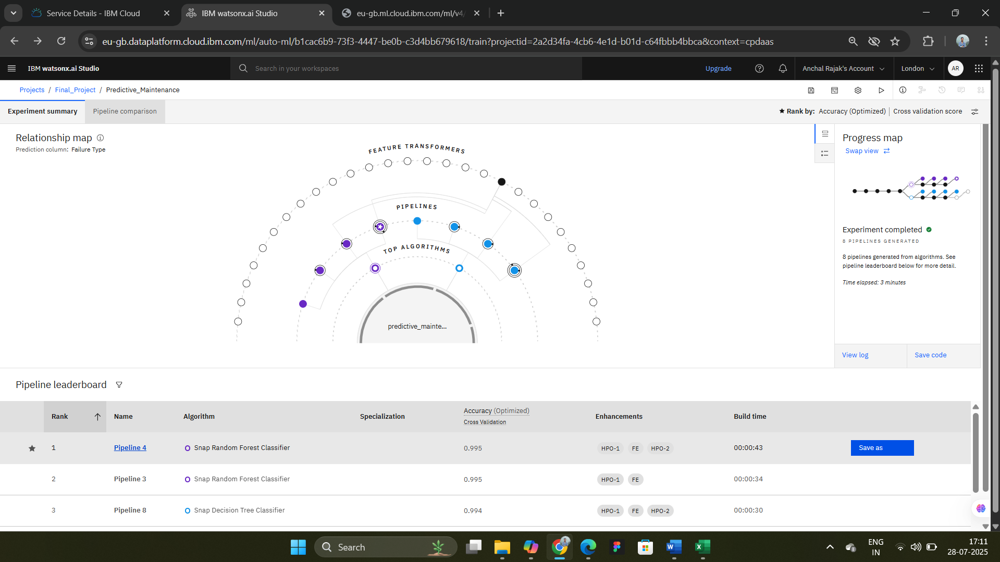 Service Details - IBM Cloud
IBM watsonx.ai Studio
eu-gb.ml.cloud.ibm.com/ml/v4/
eu-gb.dataplatform.cloud.ibm.com/ml/auto-ml/b1cac6b9-73f3-4447-be0b-c3d4bb679618/train?projectid=2a2d34fa-4cb6-4e1d-b01d-c64fbbb4bbca&context=cpdaas
IBM watsonx.ai Studio
Search in your workspaces
Upgrade
Anchal Rajak's Account
London
AR
Projects / Final_Project / Predictive_Maintenance
Experiment summary
Pipeline comparison
Rank by: Accuracy (Optimized) | Cross validation score
Relationship map
Prediction column: Failure Type
FEATURE TRANSFORMERS
PIPELINES
TOP ALGORITHMS
predictive_mainte...
Progress map
Swap view
Experiment completed
8 PIPELINES GENERATED
8 pipelines generated from algorithms. See
pipeline leaderboard below for more detail.
Time elapsed: 3 minutes
View log
Save code
Pipeline leaderboard
Rank Name Algorithm Specialization Accuracy (Optimized) Enhancements Build time
Cross Validation
1 Pipeline 4 Snap Random Forest Classifier 0.995 HPO-1 FE HPO-2 00:00:43 Save as
2 Pipeline 3 Snap Random Forest Classifier 0.995 HPO-1 FE 00:00:34
3 Pipeline 8 Snap Decision Tree Classifier 0.994 HPO-1 FE HPO-2 00:00:30
Search
ENG
IN
17:11
28-07-2025